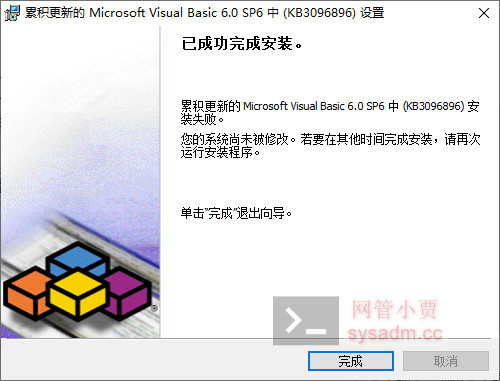 累积更新的 Microsoft Visual Basic 6.0 SP6 中 (KB3096896) 设置
已成功完成安装。
累积更新的 Microsoft Visual Basic 6.0 SP6 中 (KB3096896) 安
装失败。
您的系统尚未被修改。若要在其他时间完成安装，请再次
运行安装程序。
单击"完成"退出向导。
网管小贾
sysadm.cc
完成
取消